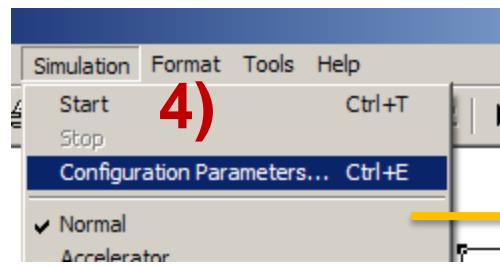 Simulation Format Tools Help
Start Ctrl+T
4)
Stop
Configuration Parameters... Ctrl+E
✔ Normal
Accelerator